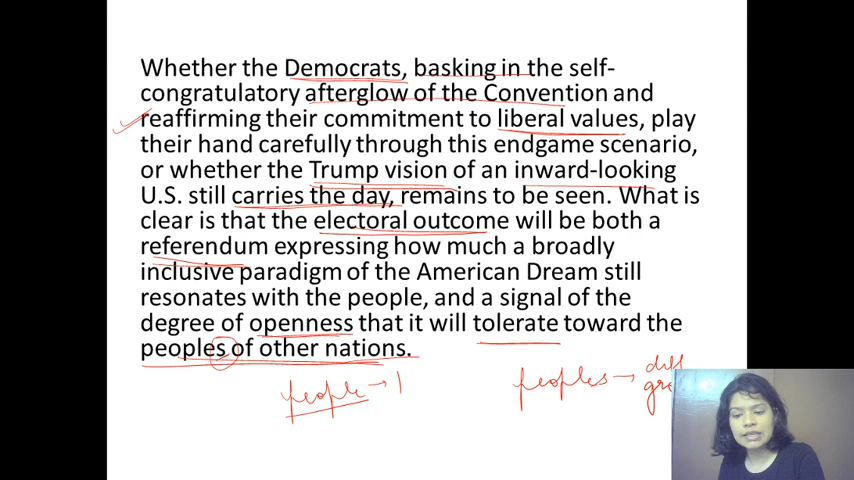 Whether the Democrats, basking in the self-
congratulatory afterglow of the Convention and
reaffirming their commitment to liberal values, play
their hand carefully through this endgame scenario,
or whether the Trump vision of an inward-looking
U.S. still carries the day, remains to be seen. What is
clear is that the electoral outcome will be both a
referendum expressing how much a broadly
inclusive paradigm of the American Dream still
resonates with the people, and a signal of the
degree of openness that it will tolerate toward the
peoples of other nations.
people → 1 peoples →